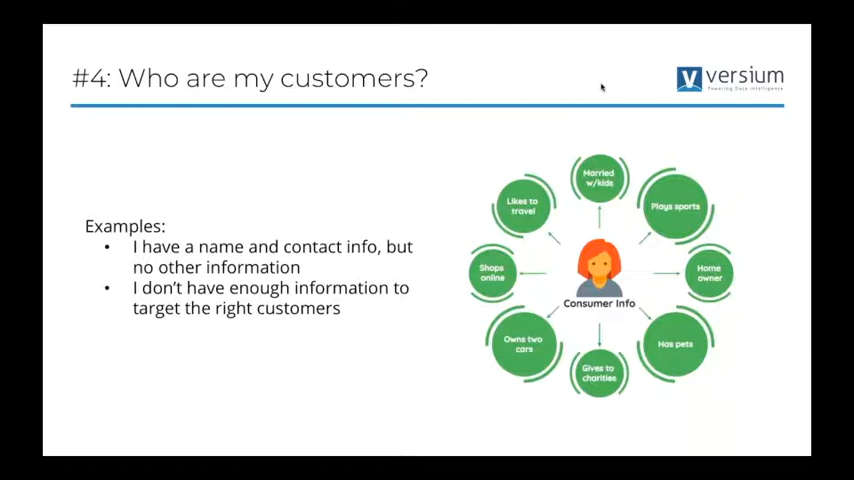 #4: Who are my customers?
versium
Powering Data Intelligence
Examples:
• I have a name and contact info, but
no other information
• I don't have enough information to
target the right customers
Married
w/kids
Likes to
travel
Plays sports
Shops
online
Home
owner
Consumer Info
Owns two
cars
Has pets
Gives to
charities